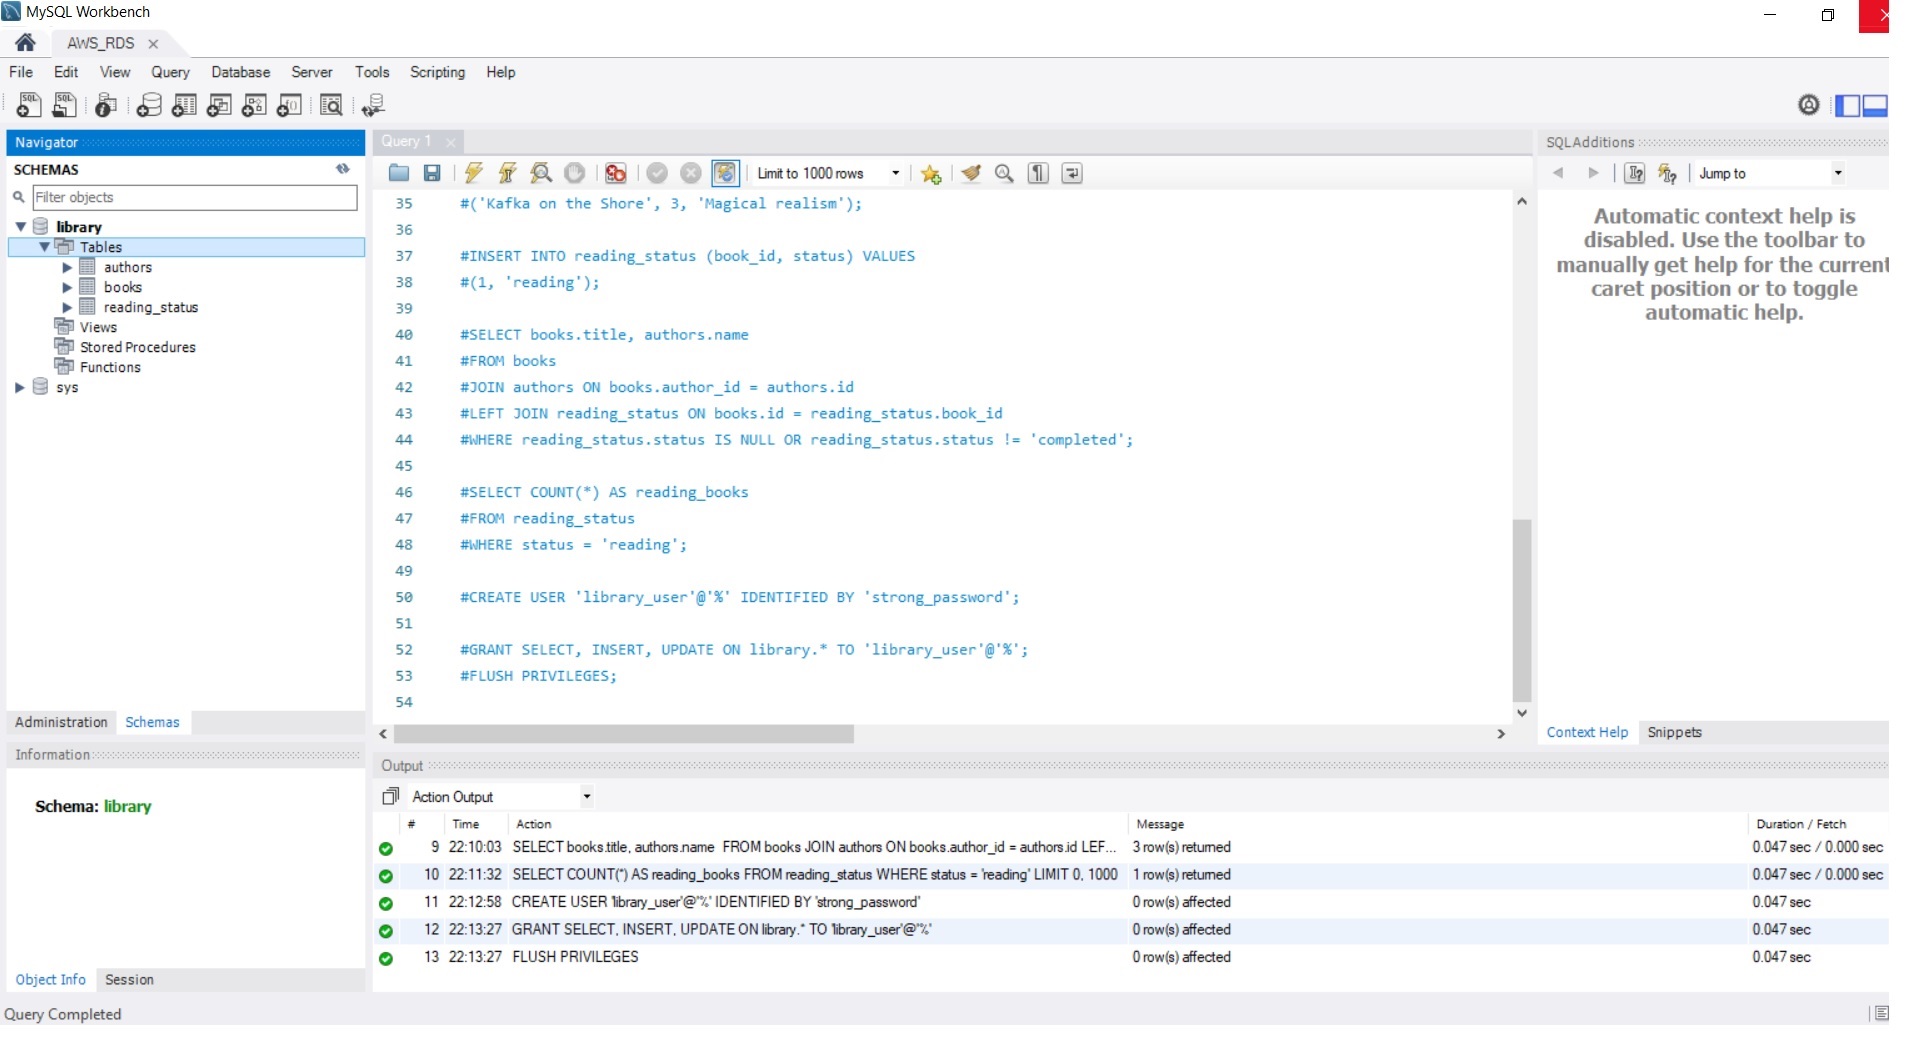 MySQL Workbench
AWS_RDS
File Edit View Query Database Server Tools Scripting Help
Navigator
SCHEMAS
Filter objects
library
Tables
authors
books
reading_status
Views
Stored Procedures
Functions
sys
Administration Schemas
Information
Schema: library
Object Info Session
Query 1
Limit to 1000 rows
35 #('Kafka on the Shore', 3, 'Magical realism');
36
37 #INSERT INTO reading_status (book_id, status) VALUES
38 #(1, 'reading');
39
40 #SELECT books.title, authors.name
41 #FROM books
42 #JOIN authors ON books.author_id = authors.id
43 #LEFT JOIN reading_status ON books.id = reading_status.book_id
44 #WHERE reading_status.status IS NULL OR reading_status.status != 'completed';
45
46 #SELECT COUNT(*) AS reading_books
47 #FROM reading_status
48 #WHERE status = 'reading';
49
50 #CREATE USER 'library_user'@'%' IDENTIFIED BY 'strong_password';
51
52 #GRANT SELECT, INSERT, UPDATE ON library.* TO 'library_user'@'%';
53 #FLUSH PRIVILEGES;
54
SQLAdditions
Jump to
Automatic context help is
disabled. Use the toolbar to
manually get help for the current
caret position or to toggle
automatic help.
Context Help Snippets
Output
Action Output
# Time Action Message Duration / Fetch
9 22:10:03 SELECT books.title, authors.name FROM books JOIN authors ON books.author_id = authors.id LEF... 3 row(s) returned 0.047 sec / 0.000 sec
10 22:11:32 SELECT COUNT(*) AS reading_books FROM reading_status WHERE status = 'reading' LIMIT 0, 1000 1 row(s) returned 0.047 sec / 0.000 sec
11 22:12:58 CREATE USER 'library_user'@'%' IDENTIFIED BY 'strong_password' 0 row(s) affected 0.047 sec
12 22:13:27 GRANT SELECT, INSERT, UPDATE ON library.* TO 'library_user'@'%' 0 row(s) affected 0.047 sec
13 22:13:27 FLUSH PRIVILEGES 0 row(s) affected 0.047 sec
Query Completed